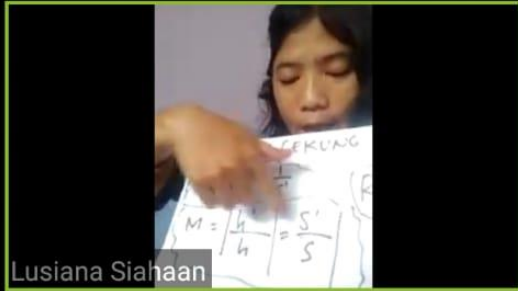 CEKUNG
M = |h'/h| = |S'/S|
Lusiana Siahaan